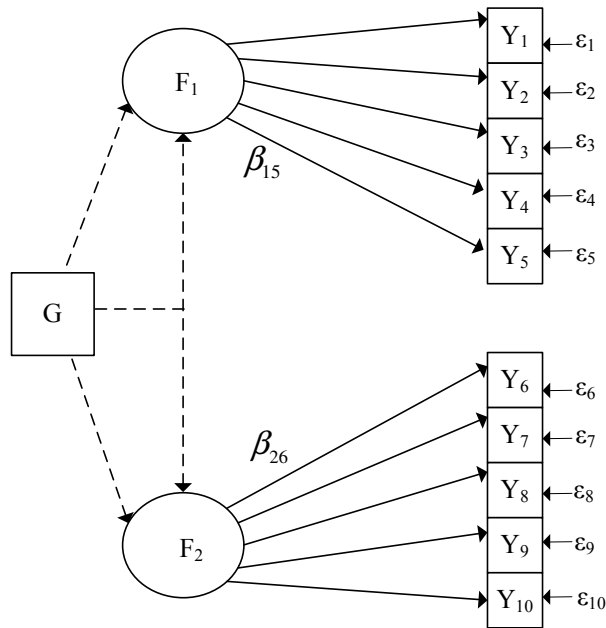 F₁
Y₁ ε₁
Y₂ ε₂
Y₃ ε₃
β₁₅
Y₄ ε₄
Y₅ ε₅
G
Y₆ ε₆
β₂₆
Y₇ ε₇
Y₈ ε₈
F₂
Y₉ ε₉
Y₁₀ ε₁₀